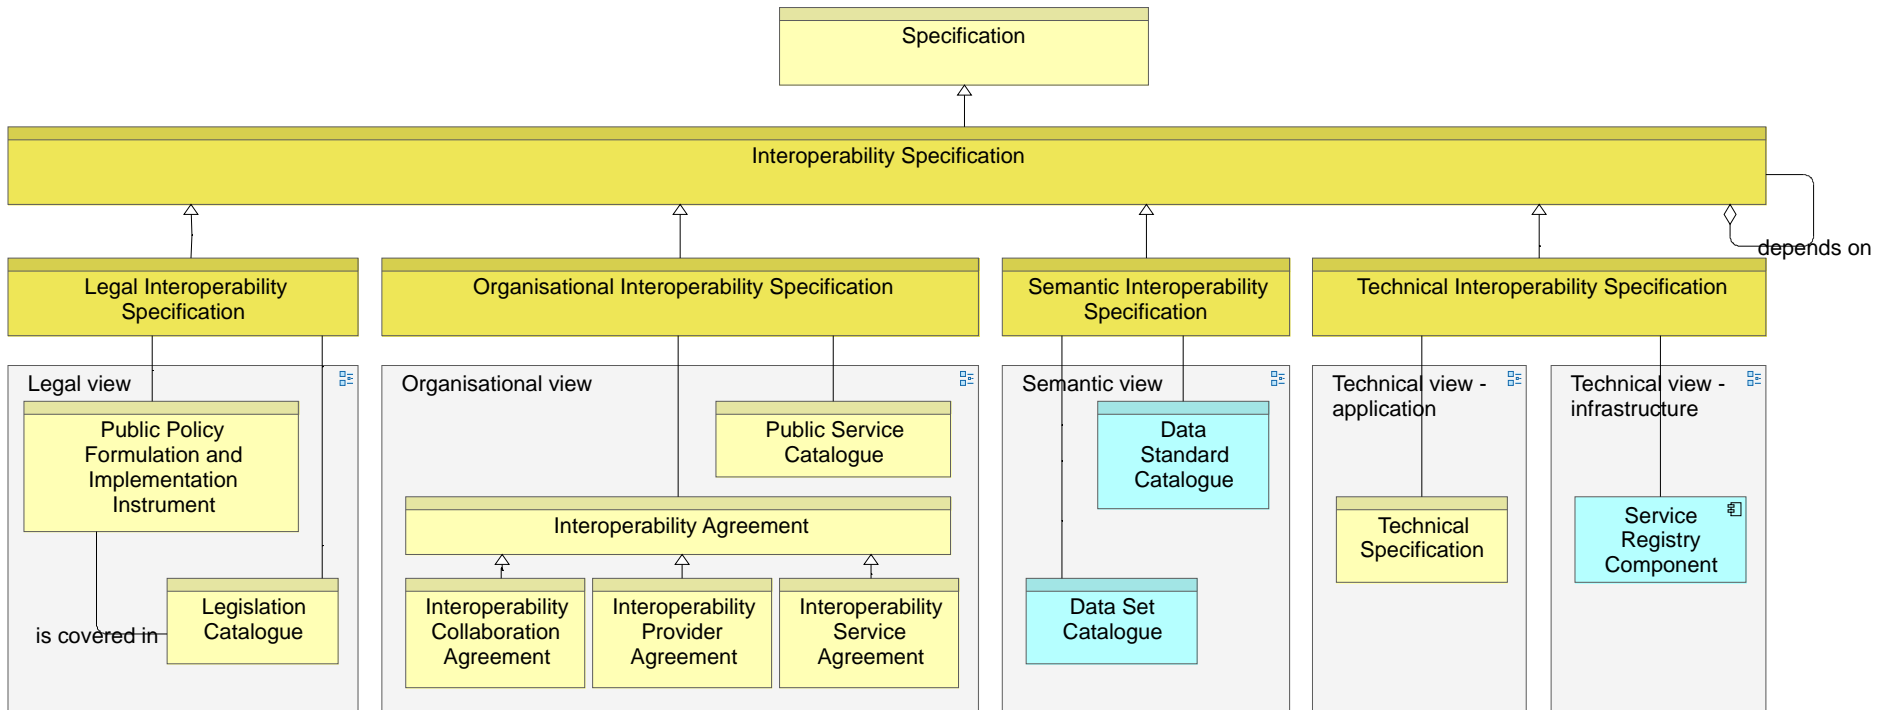 Specification
Interoperability Specification
depends on
Legal Interoperability
Specification
Organisational Interoperability Specification
Semantic Interoperability
Specification
Technical Interoperability Specification
Legal view
Public Policy
Formulation and
Implementation
Instrument
Legislation
Catalogue
is covered in
Organisational view
Public Service
Catalogue
Interoperability Agreement
Interoperability
Collaboration
Agreement
Interoperability
Provider
Agreement
Interoperability
Service
Agreement
Semantic view
Data
Standard
Catalogue
Data Set
Catalogue
Technical view -
application
Technical
Specification
Technical view -
infrastructure
Service
Registry
Component